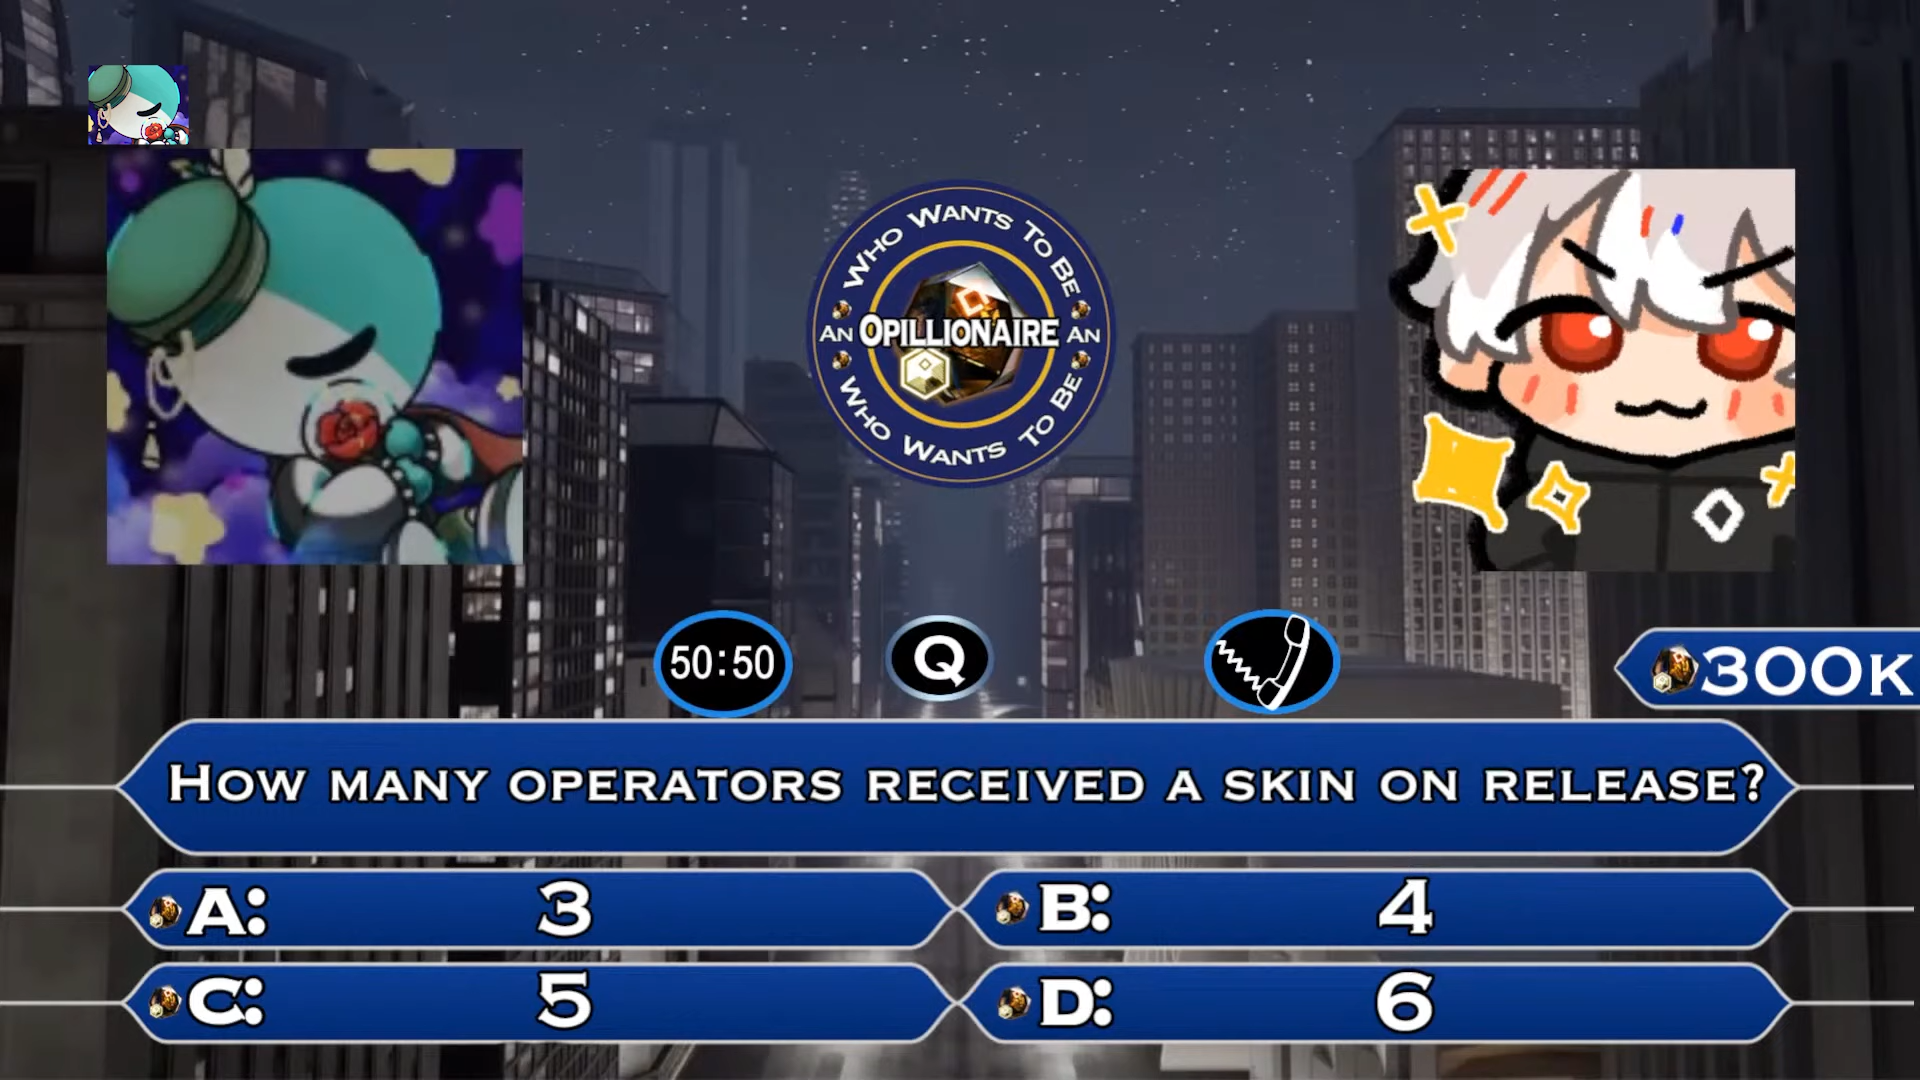 WHO WANTS TO BE
AN OPILLIONAIRE AN
WHO WANTS TO BE
50:50
Q
300K
HOW MANY OPERATORS RECEIVED A SKIN ON RELEASE?
A: 3
B: 4
C: 5
D: 6